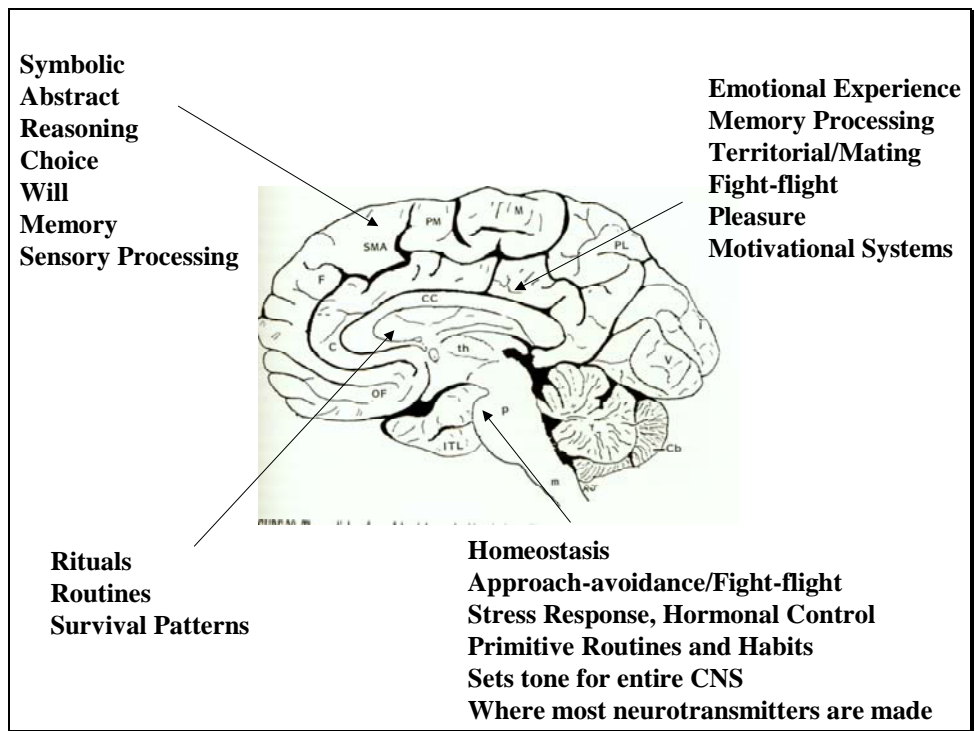 Symbolic
Abstract
Reasoning
Choice
Will
Memory
Sensory Processing
Emotional Experience
Memory Processing
Territorial/Mating
Fight-flight
Pleasure
Motivational Systems
M
PM
SMA
PL
F
CC
C
th
V
OF
p
ITL
Cb
m
Rituals
Routines
Survival Patterns
Homeostasis
Approach-avoidance/Fight-flight
Stress Response, Hormonal Control
Primitive Routines and Habits
Sets tone for entire CNS
Where most neurotransmitters are made